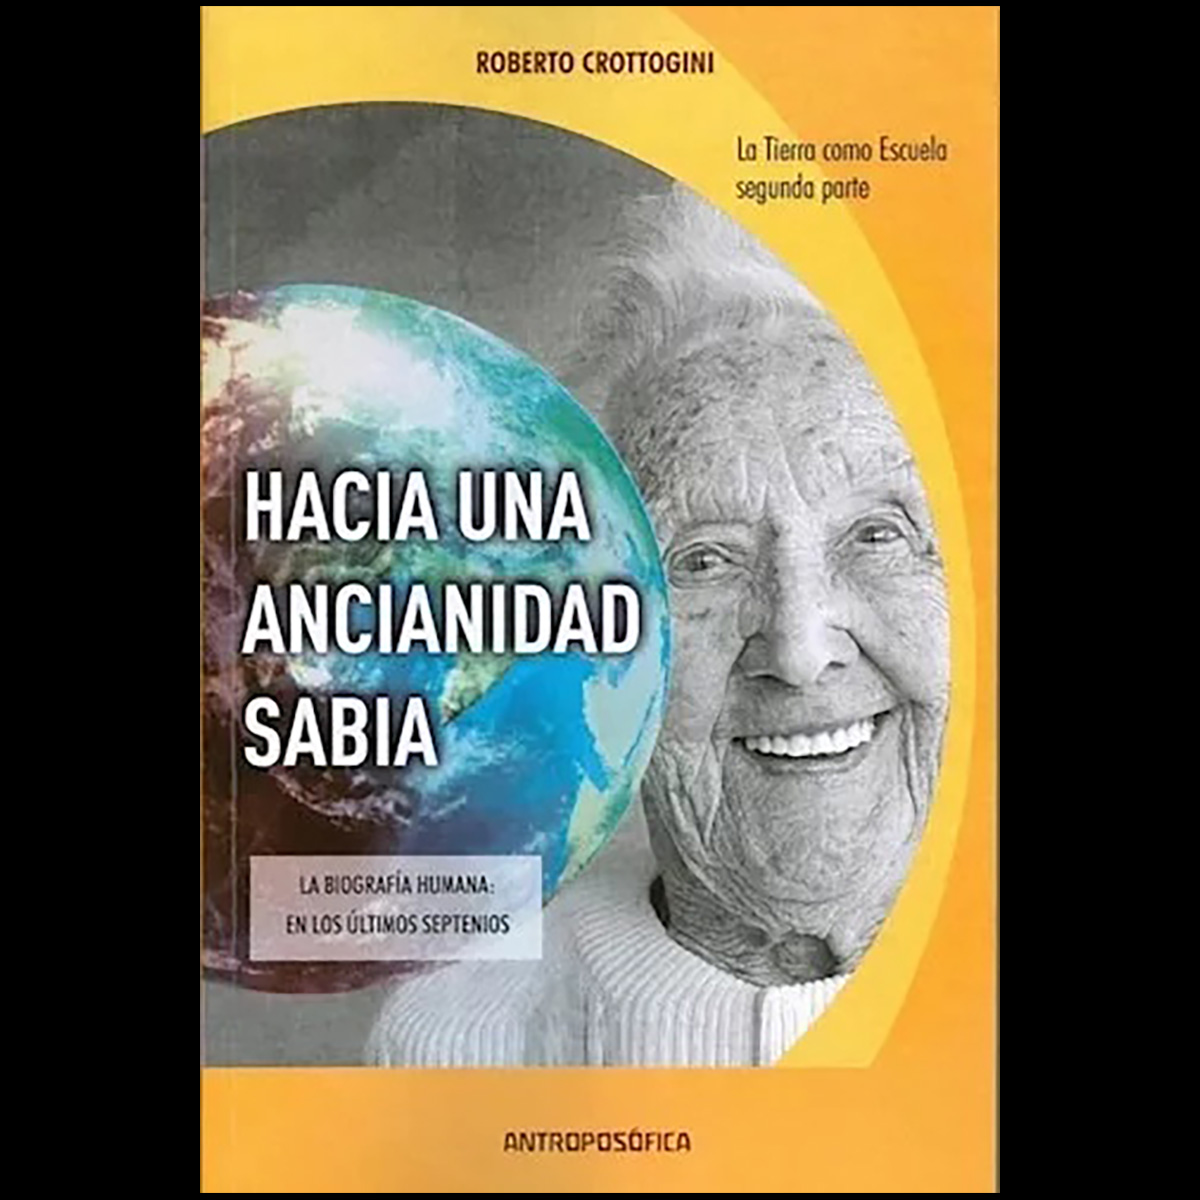 ROBERTO CROTTOGINI
La Tierra como Escuela
segunda parte
HACIA UNA
ANCIANIDAD
SABIA
LA BIOGRAFÍA HUMANA:
EN LOS ÚLTIMOS SEPTENIOS
ANTROPOSÓFICA